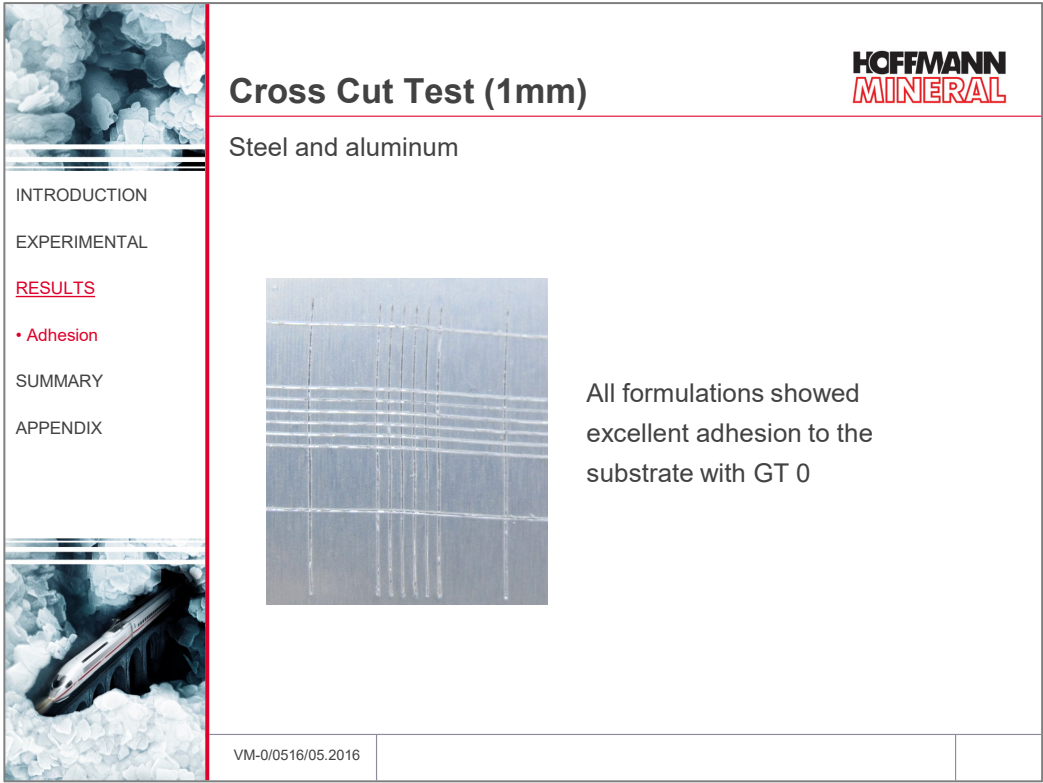 Cross Cut Test (1mm)
HOFFMANN
MINERAL
Steel and aluminum
INTRODUCTION
EXPERIMENTAL
RESULTS
• Adhesion
SUMMARY
APPENDIX
All formulations showed
excellent adhesion to the
substrate with GT 0
VM-0/0516/05.2016